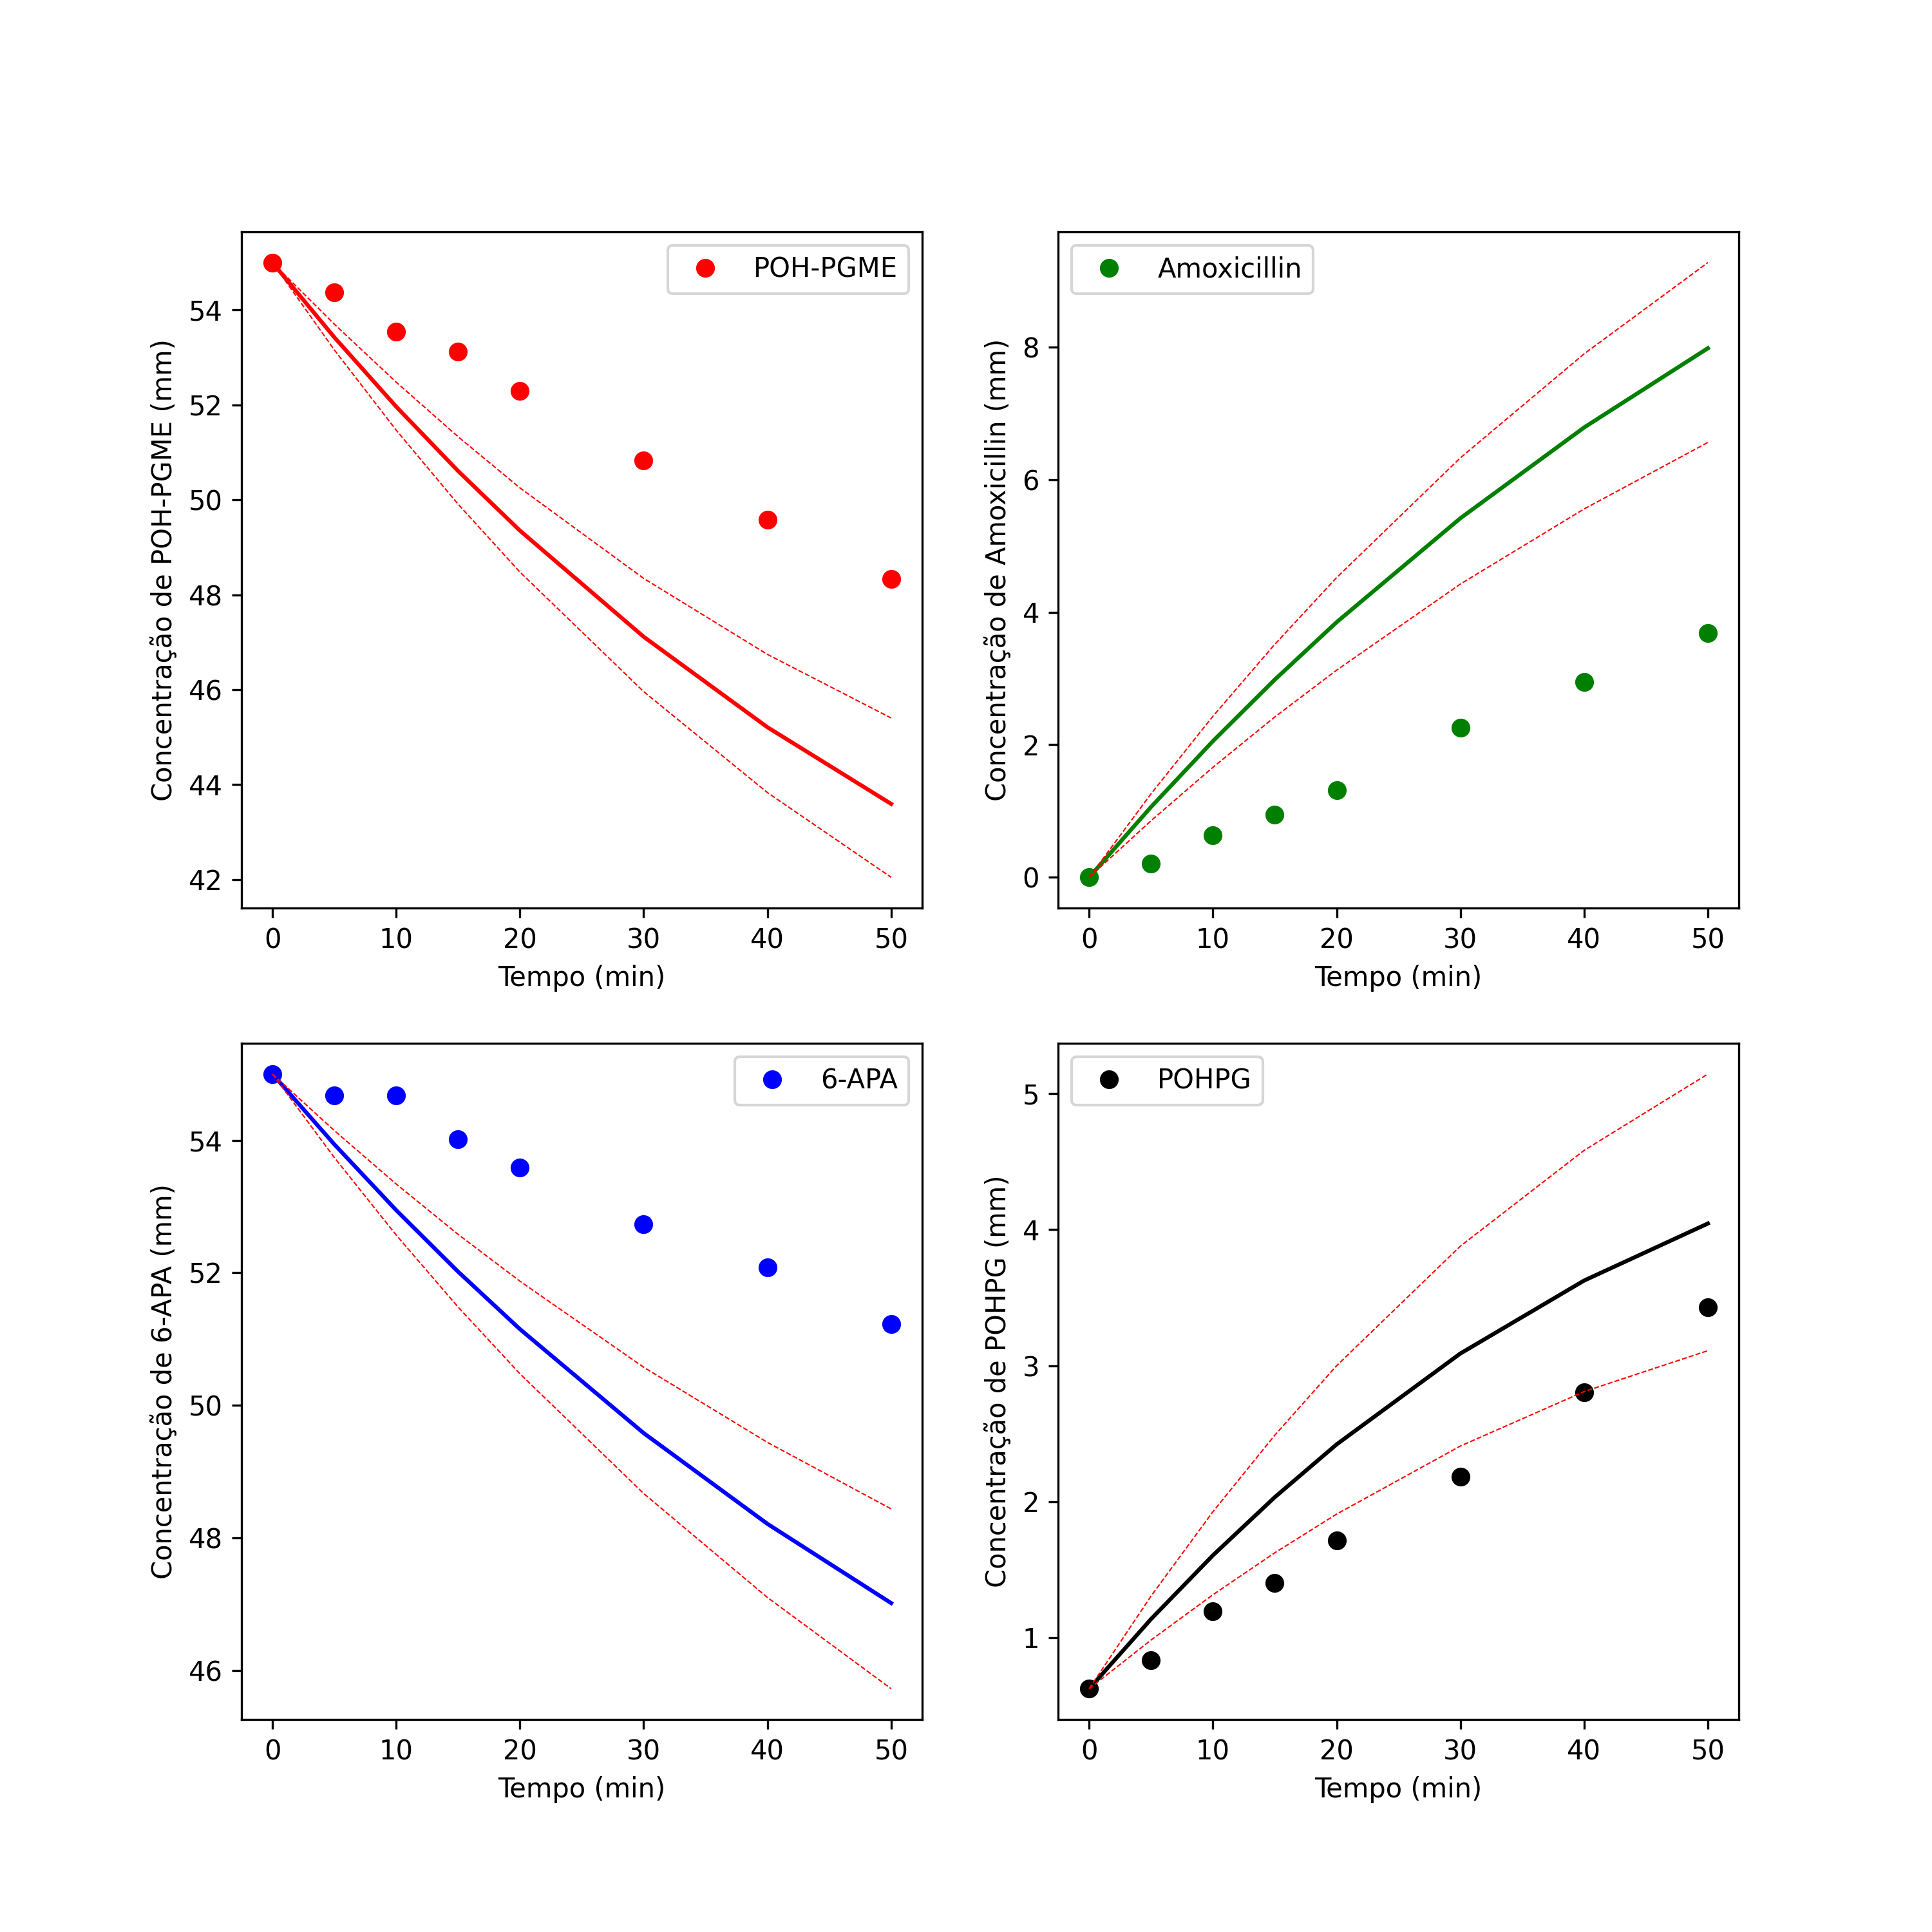 POH-PGME
Concentração de POH-PGME (mm)
54
52
50
48
46
44
42
0 10 20 30 40 50
Tempo (min)
Amoxicillin
Concentração de Amoxicillin (mm)
8
6
4
2
0
0 10 20 30 40 50
Tempo (min)
6-APA
Concentração de 6-APA (mm)
54
52
50
48
46
0 10 20 30 40 50
Tempo (min)
POHPG
Concentração de POHPG (mm)
5
4
3
2
1
0 10 20 30 40 50
Tempo (min)